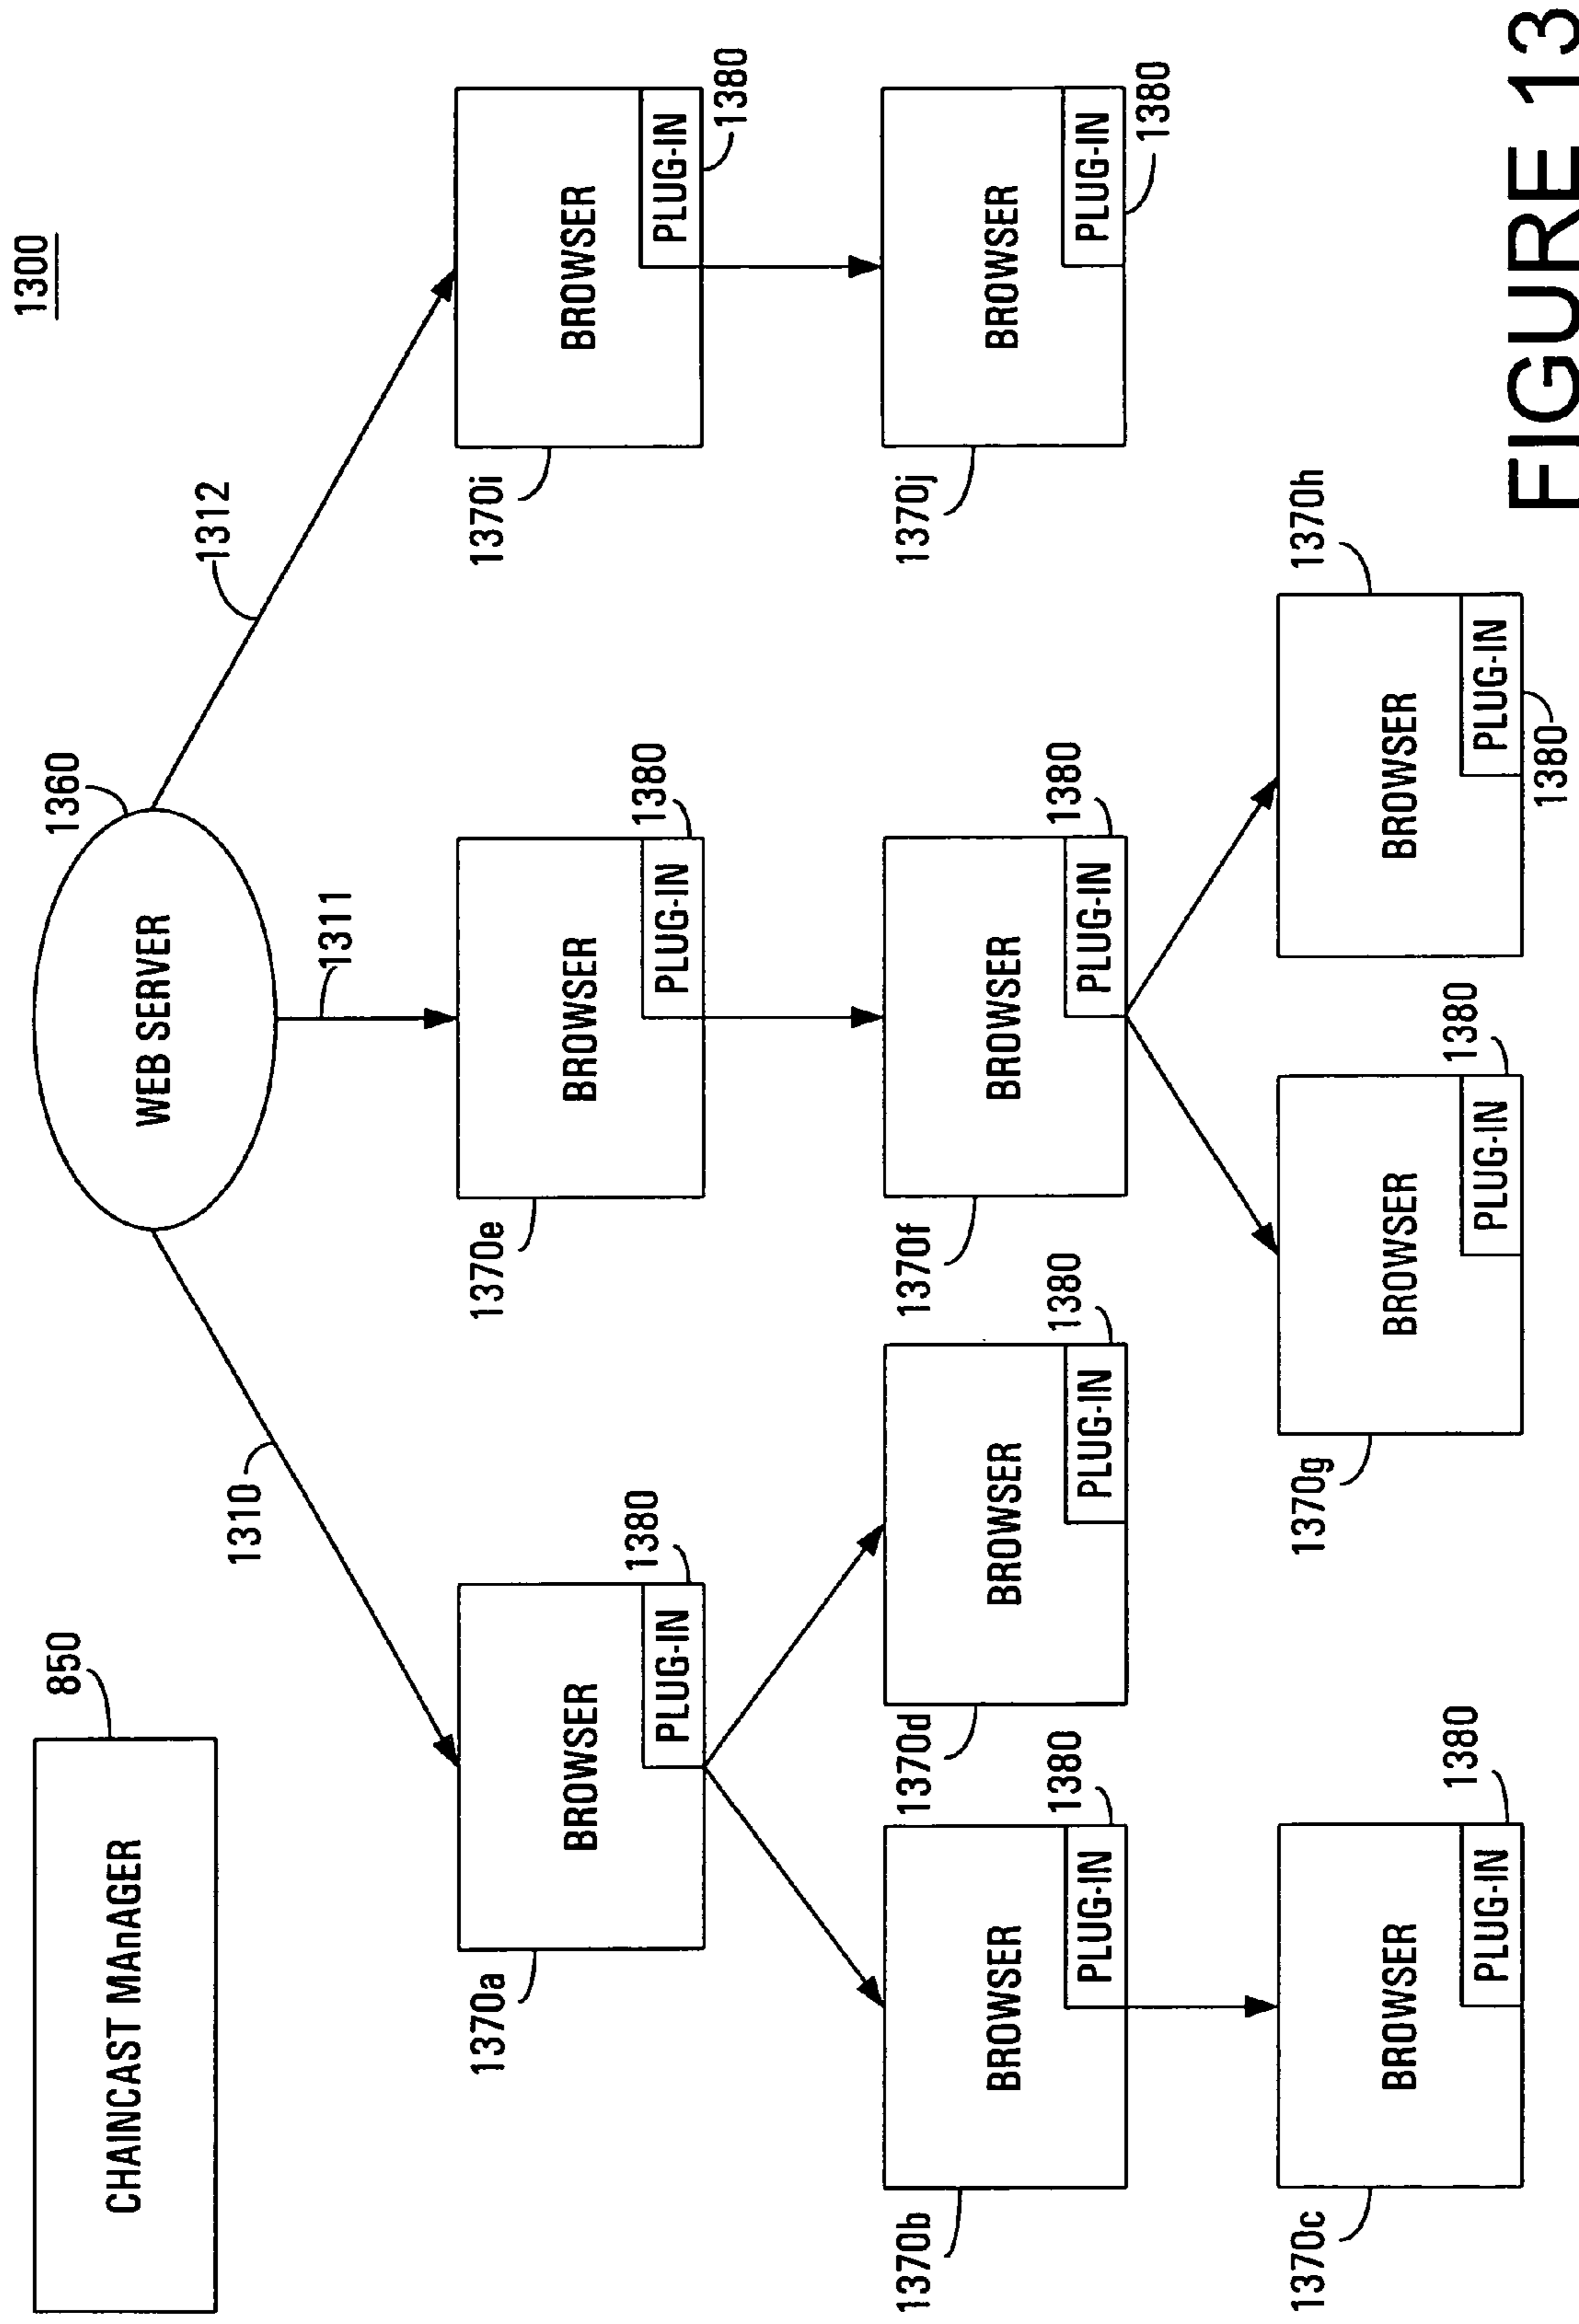 1300
CHAINCAST MAnAGER
850
WEB SERVER
1360
1310
1311
1312
BROWSER
PLUG-IN
1370a
1380
BROWSER
PLUG-IN
1370e
1380
BROWSER
PLUG-IN
1370i
1380
BROWSER
PLUG-IN
1370b
1380
BROWSER
PLUG-IN
1370d
1380
BROWSER
PLUG-IN
1370f
1380
BROWSER
PLUG-IN
1370j
1380
BROWSER
PLUG-IN
1370c
1380
BROWSER
PLUG-IN
1370g
1380
BROWSER
PLUG-IN
1370h
1380
FIGURE 13